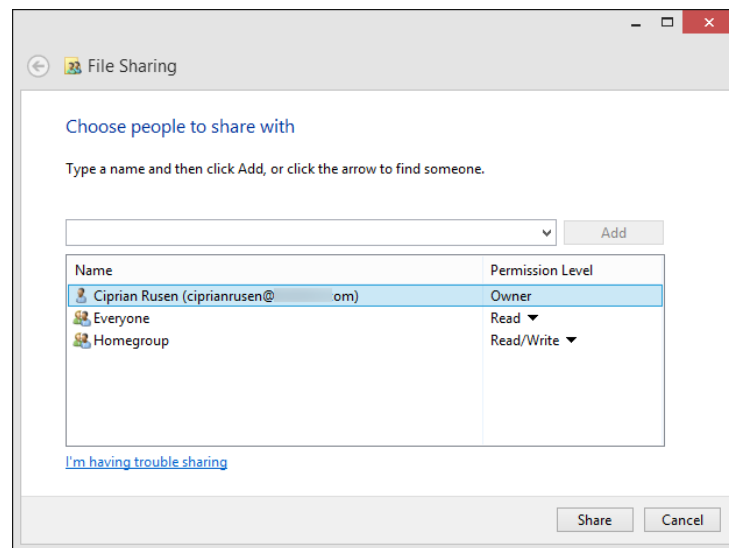 File Sharing
Choose people to share with
Type a name and then click Add, or click the arrow to find someone.
Add
Name Permission Level
Ciprian Rusen (ciprianrusen@ om) Owner
Everyone Read
Homegroup Read/Write
I'm having trouble sharing
Share Cancel